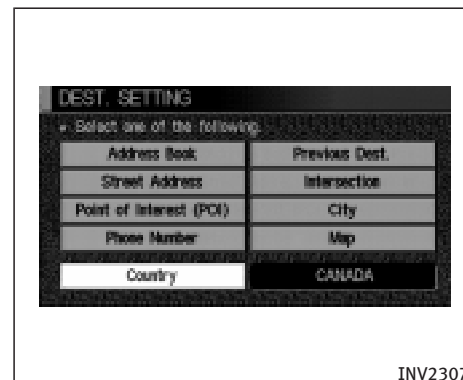 DEST. SETTING
Select one of the following.
Address Book Previous Dest.
Street Address Intersection
Point of Interest (POI) City
Phone Number Map
Country CANADA
INV2307